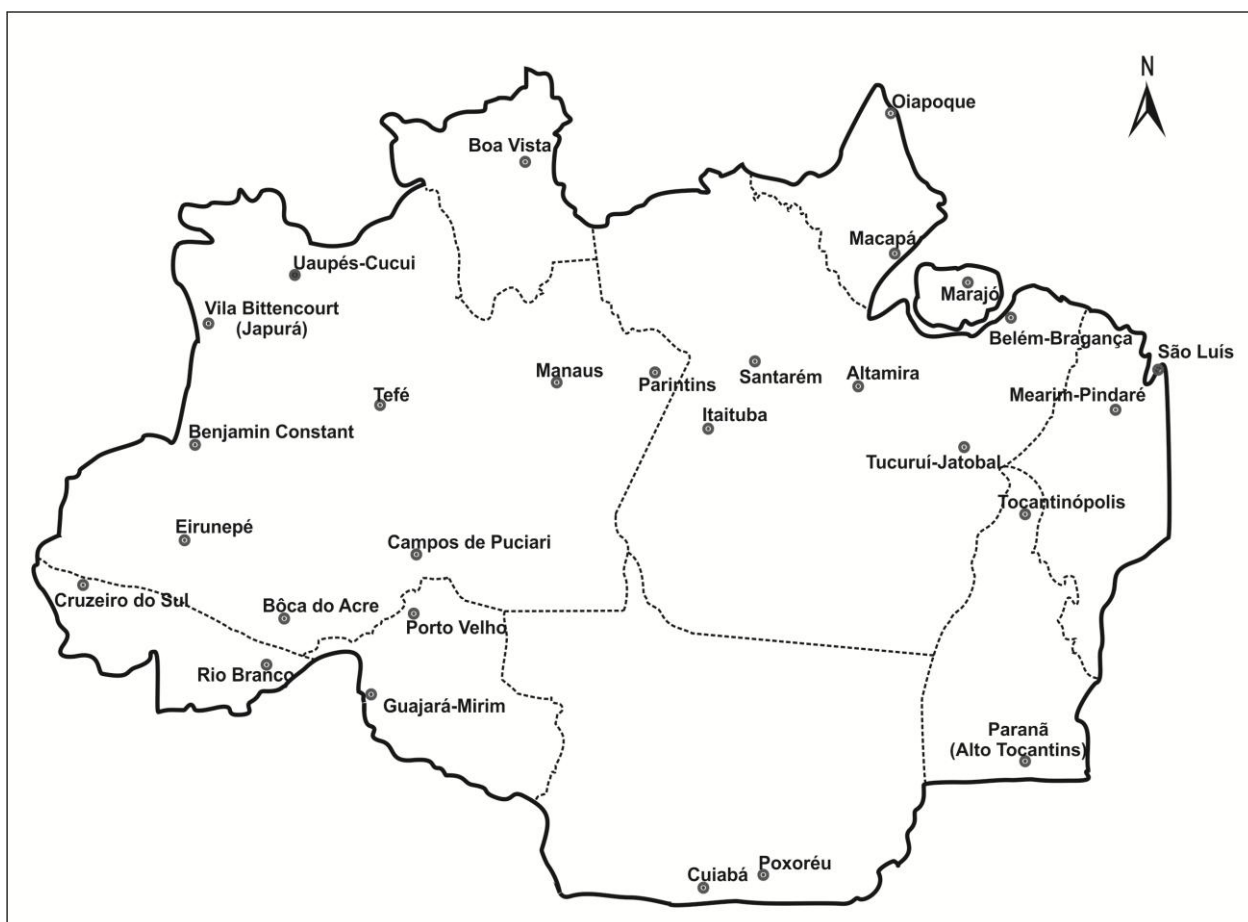 N
Oiapoque
Boa Vista
Macapá
Uaupés-Cucui
Marajó
Vila Bittencourt
(Japurá)
Belém-Bragança
São Luís
Manaus
Parintins
Santarém
Altamira
Tefé
Mearim-Pindaré
Itaituba
Benjamin Constant
Tucuruí-Jatobal
Tocantinópolis
Eirunepé
Campos de Puciari
Cruzeiro do Sul
Bôca do Acre
Porto Velho
Rio Branco
Guajará-Mirim
Paranã
(Alto Tocantins)
Poxoréu
Cuiabá